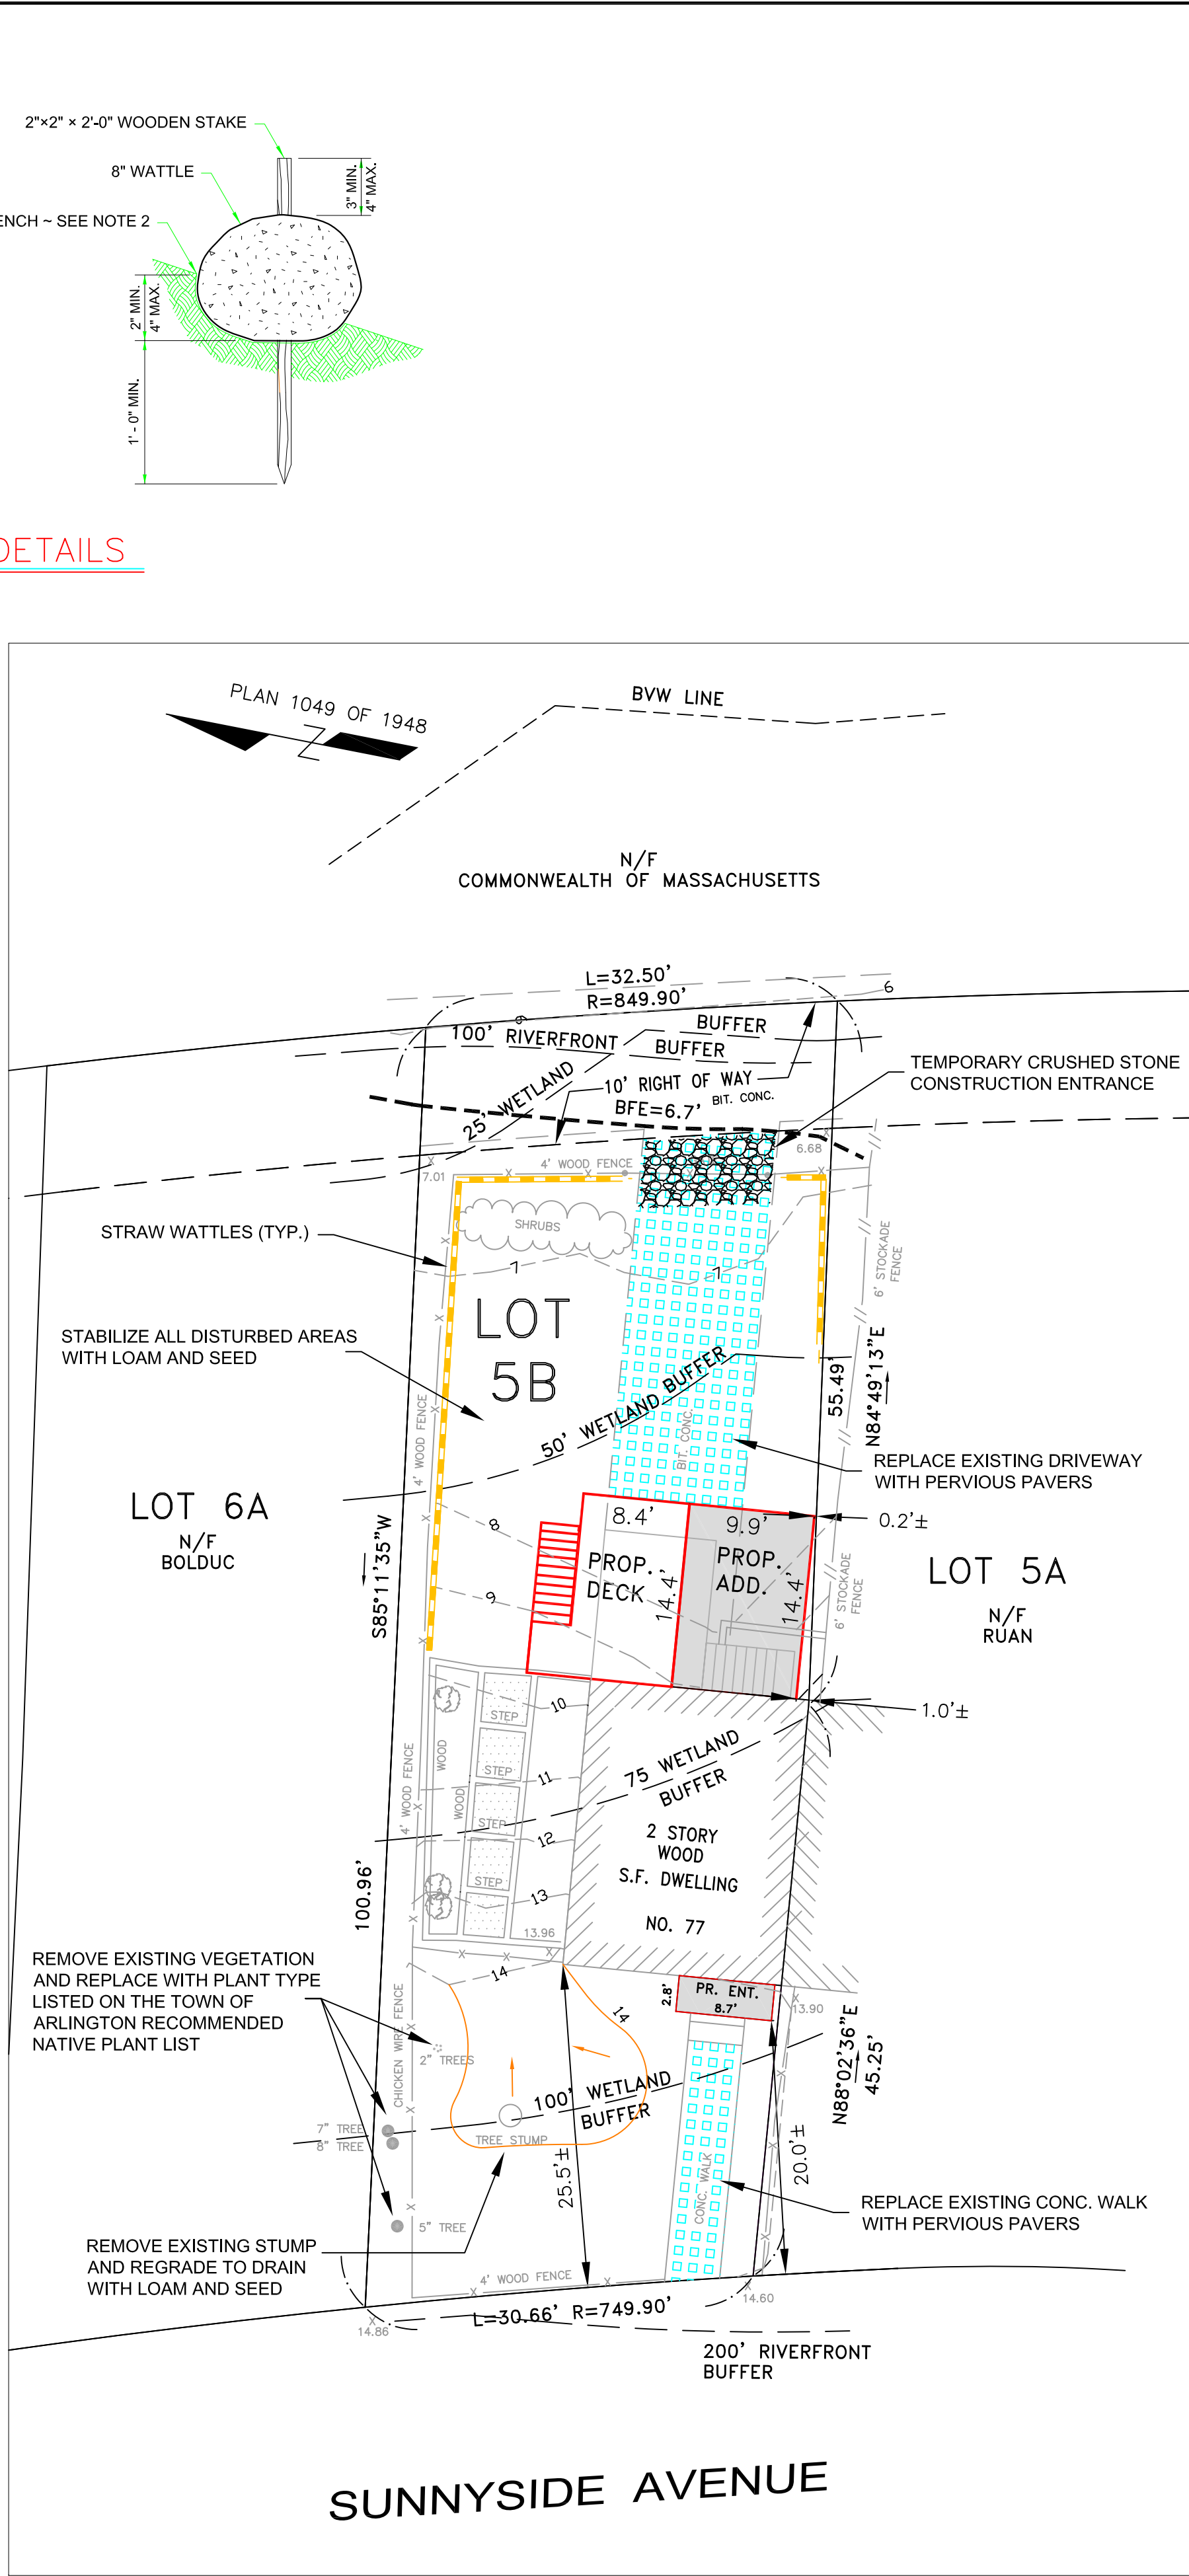 2"×2" × 2'-0" WOODEN STAKE
8" WATTLE
ENCH ~ SEE NOTE 2
3" MIN.
4" MAX.
2" MIN.
4" MAX.
1' - 0" MIN.
DETAILS
PLAN 1049 OF 1948
BVW LINE
N/F
COMMONWEALTH OF MASSACHUSETTS
L=32.50'
R=849.90'
6
6
100' RIVERFRONT
BUFFER
BUFFER
25' WETLAND
10' RIGHT OF WAY
BIT. CONC.
BFE=6.7'
TEMPORARY CRUSHED STONE
CONSTRUCTION ENTRANCE
6.68
7.01
4' WOOD FENCE
SHRUBS
STRAW WATTLES (TYP.)
7
7
6' STOCKADE
FENCE
LOT
5B
STABILIZE ALL DISTURBED AREAS
WITH LOAM AND SEED
50' WETLAND BUFFER
BIT. CONC.
4' WOOD FENCE
55.49'
N84°49'13"E
REPLACE EXISTING DRIVEWAY
WITH PERVIOUS PAVERS
LOT 6A
N/F
BOLDUC
S85°11'35"W
8
9
8.4'
9.9'
0.2'±
PROP.
DECK
14.4'
PROP.
ADD.
14.4'
6' STOCKADE
FENCE
LOT 5A
N/F
RUAN
1.0'±
10
STEP
11
STEP
12
STEP
13
STEP
13.96
WOOD
WOOD
4' WOOD FENCE
75 WETLAND
BUFFER
2 STORY
WOOD
S.F. DWELLING
NO. 77
100.96'
14
14
REMOVE EXISTING VEGETATION
AND REPLACE WITH PLANT TYPE
LISTED ON THE TOWN OF
ARLINGTON RECOMMENDED
NATIVE PLANT LIST
CHICKEN WIRE FENCE
2" TREES
2.8'
PR. ENT.
8.7'
13.90
N88°02'36"E
45.25'
100' WETLAND
BUFFER
7" TREE
8" TREE
TREE STUMP
25.5'±
CONC. WALK
20.0'±
5" TREE
REPLACE EXISTING CONC. WALK
WITH PERVIOUS PAVERS
REMOVE EXISTING STUMP
AND REGRADE TO DRAIN
WITH LOAM AND SEED
4' WOOD FENCE
14.60
L=30.66' R=749.90'
14.86
200' RIVERFRONT
BUFFER
SUNNYSIDE AVENUE